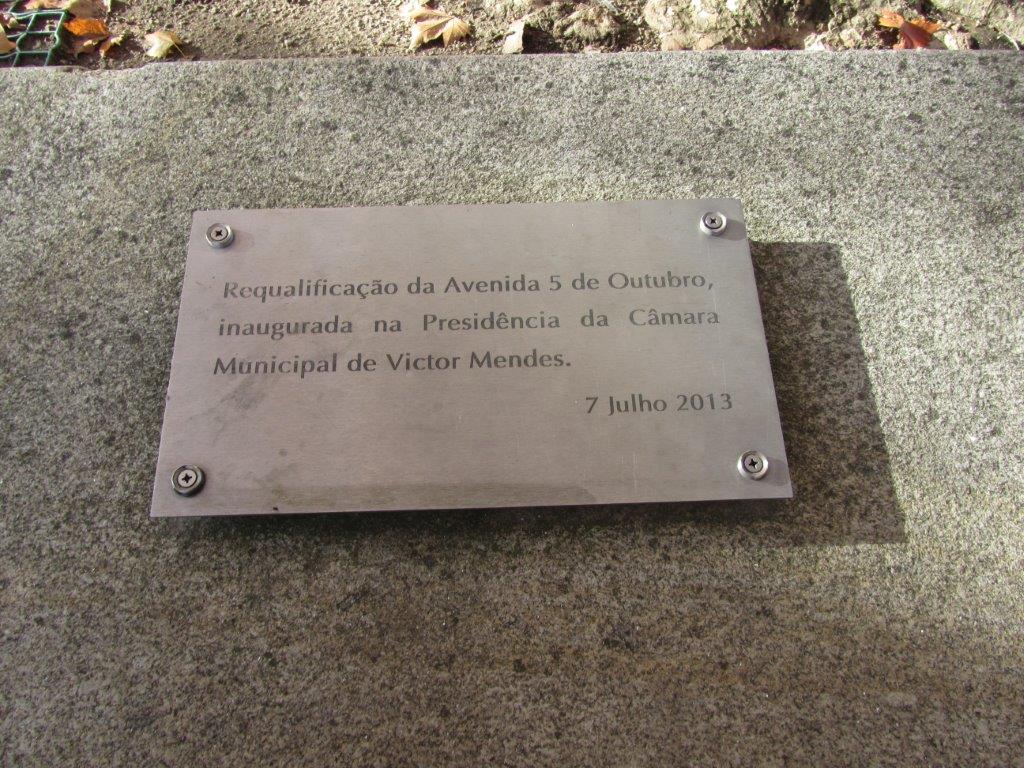 Requalificação da Avenida 5 de Outubro,
inaugurada na Presidência da Câmara
Municipal de Victor Mendes.
7 Julho 2013